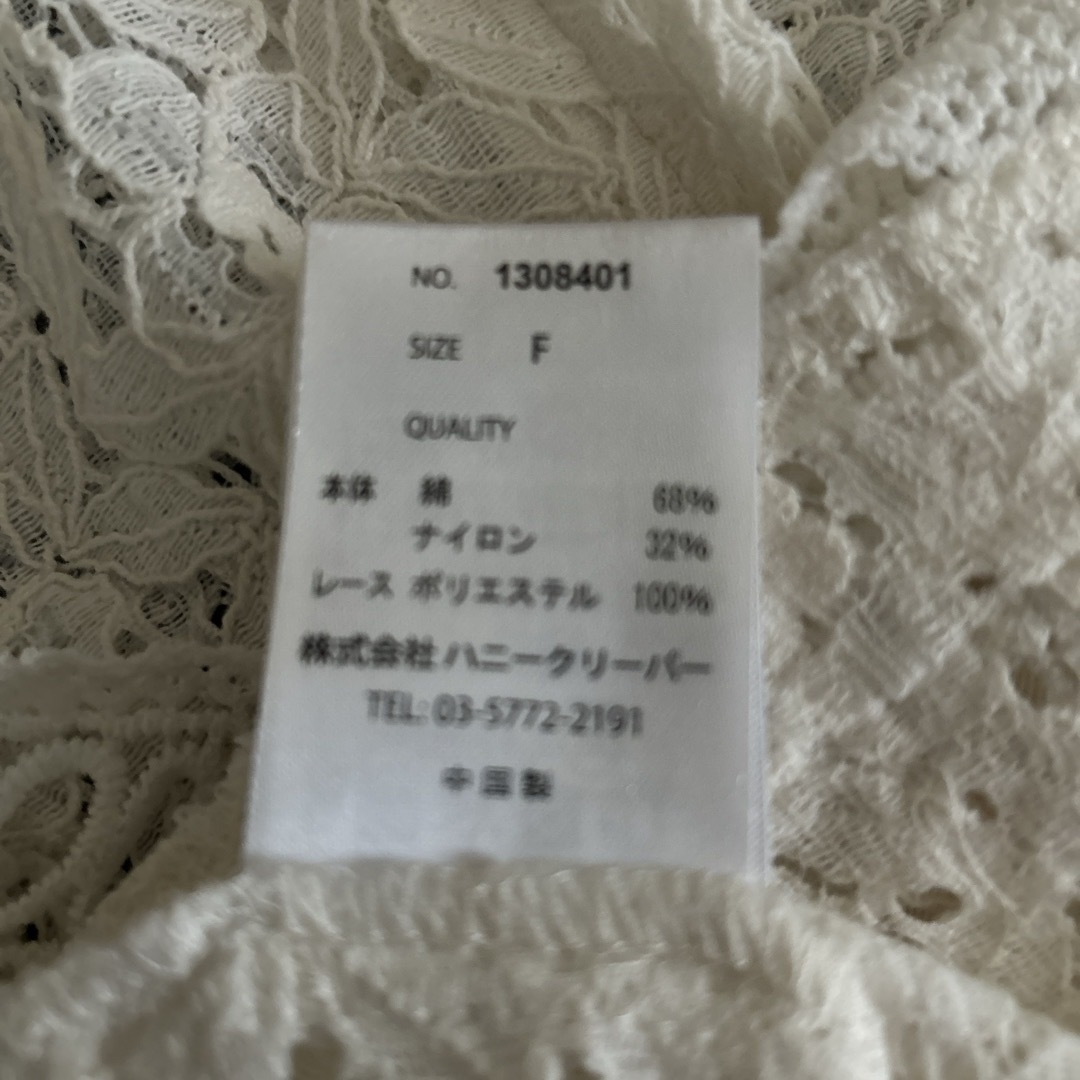 NO. 1308401
SIZE F
QUALITY
本体 綿 68%
ナイロン 32%
レース ポリエステル 100%
株式会社 ハニークリーパー
TEL: 03-5772-2191
中国製